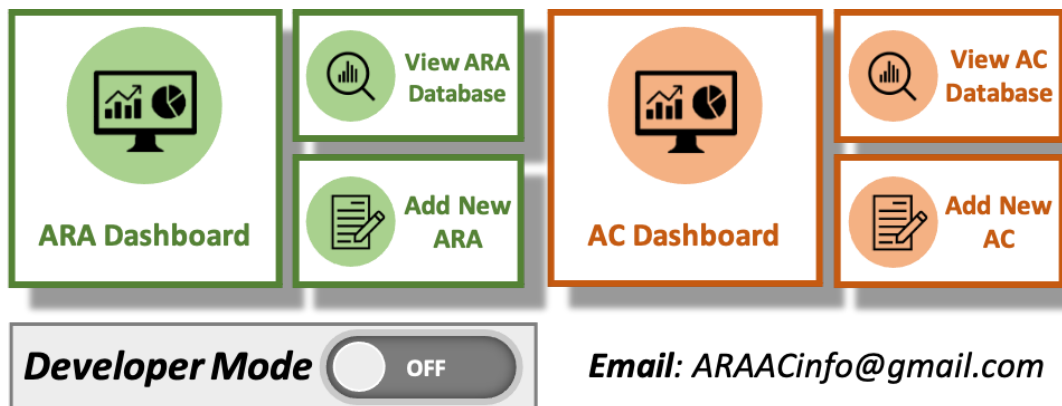 ARA Dashboard
View ARA
Database
Add New
ARA
AC Dashboard
View AC
Database
Add New
AC
Developer Mode OFF
Email: ARAACinfo@gmail.com